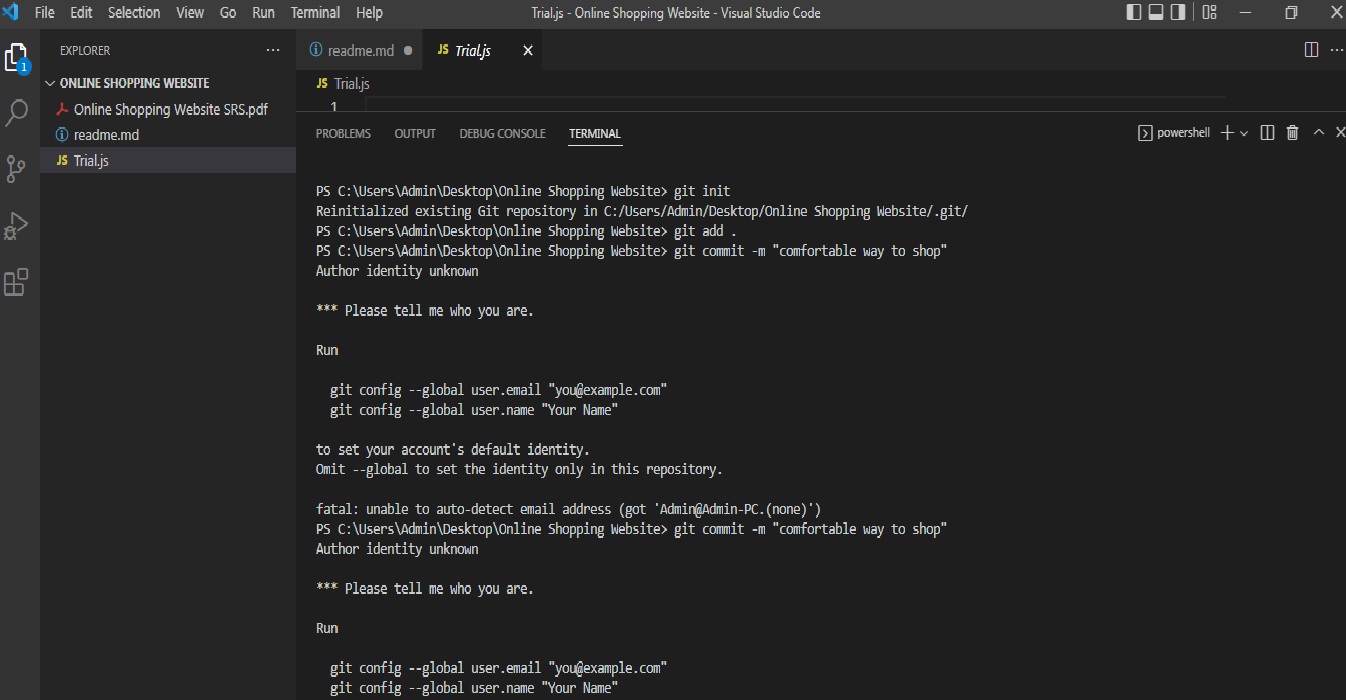 File Edit Selection View Go Run Terminal Help
Trial.js - Online Shopping Website - Visual Studio Code
1
EXPLORER
ONLINE SHOPPING WEBSITE
Online Shopping Website SRS.pdf
readme.md
JS Trial.js
readme.md
JS Trial.js
JS Trial.js
1
PROBLEMS OUTPUT DEBUG CONSOLE TERMINAL
powershell
PS C:\Users\Admin\Desktop\Online Shopping Website> git init
Reinitialized existing Git repository in C:/Users/Admin/Desktop/Online Shopping Website/.git/
PS C:\Users\Admin\Desktop\Online Shopping Website> git add .
PS C:\Users\Admin\Desktop\Online Shopping Website> git commit -m "comfortable way to shop"
Author identity unknown
*** Please tell me who you are.
Run
git config --global user.email "you@example.com"
git config --global user.name "Your Name"
to set your account's default identity.
Omit --global to set the identity only in this repository.
fatal: unable to auto-detect email address (got 'Admin@Admin-PC.(none)')
PS C:\Users\Admin\Desktop\Online Shopping Website> git commit -m "comfortable way to shop"
Author identity unknown
*** Please tell me who you are.
Run
git config --global user.email "you@example.com"
git config --global user.name "Your Name"